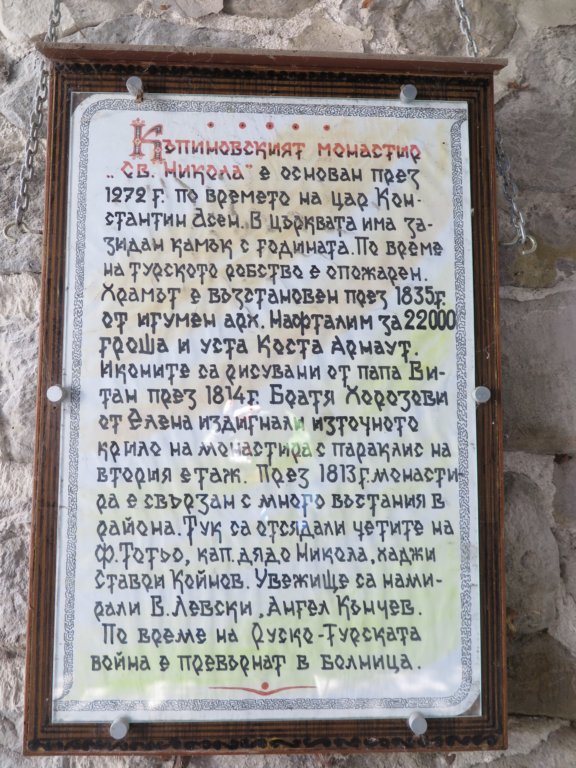 Къпиновският монастир
„Св. Никола" е основан през
1272 г. по времето на цар Кон-
стантин Асен. В църквата има за-
зидан камък с годината. По време
на турското робство е опожарен.
Храмът е възстановен през 1835г.
от игумен арх. Нафталим за 22000
гроша и уста Коста Арнаут.
Иконите са рисувани от папа Ви-
тан през 1814г. Братя Хорозови
от Елена издигнали източното
крило на монастира с параклис на
втория етаж. През 1813 г. монасти-
ра е свързан с много востания в
района. Тук са отсядали четите на
Ф. Тотьо, кап. дядо Никола, хаджи
Ставри Койнов. Увежище са нами-
рали В. Левски, Ангел Кънчев.
По време на Руско-Турската
война е превърнат в болница.